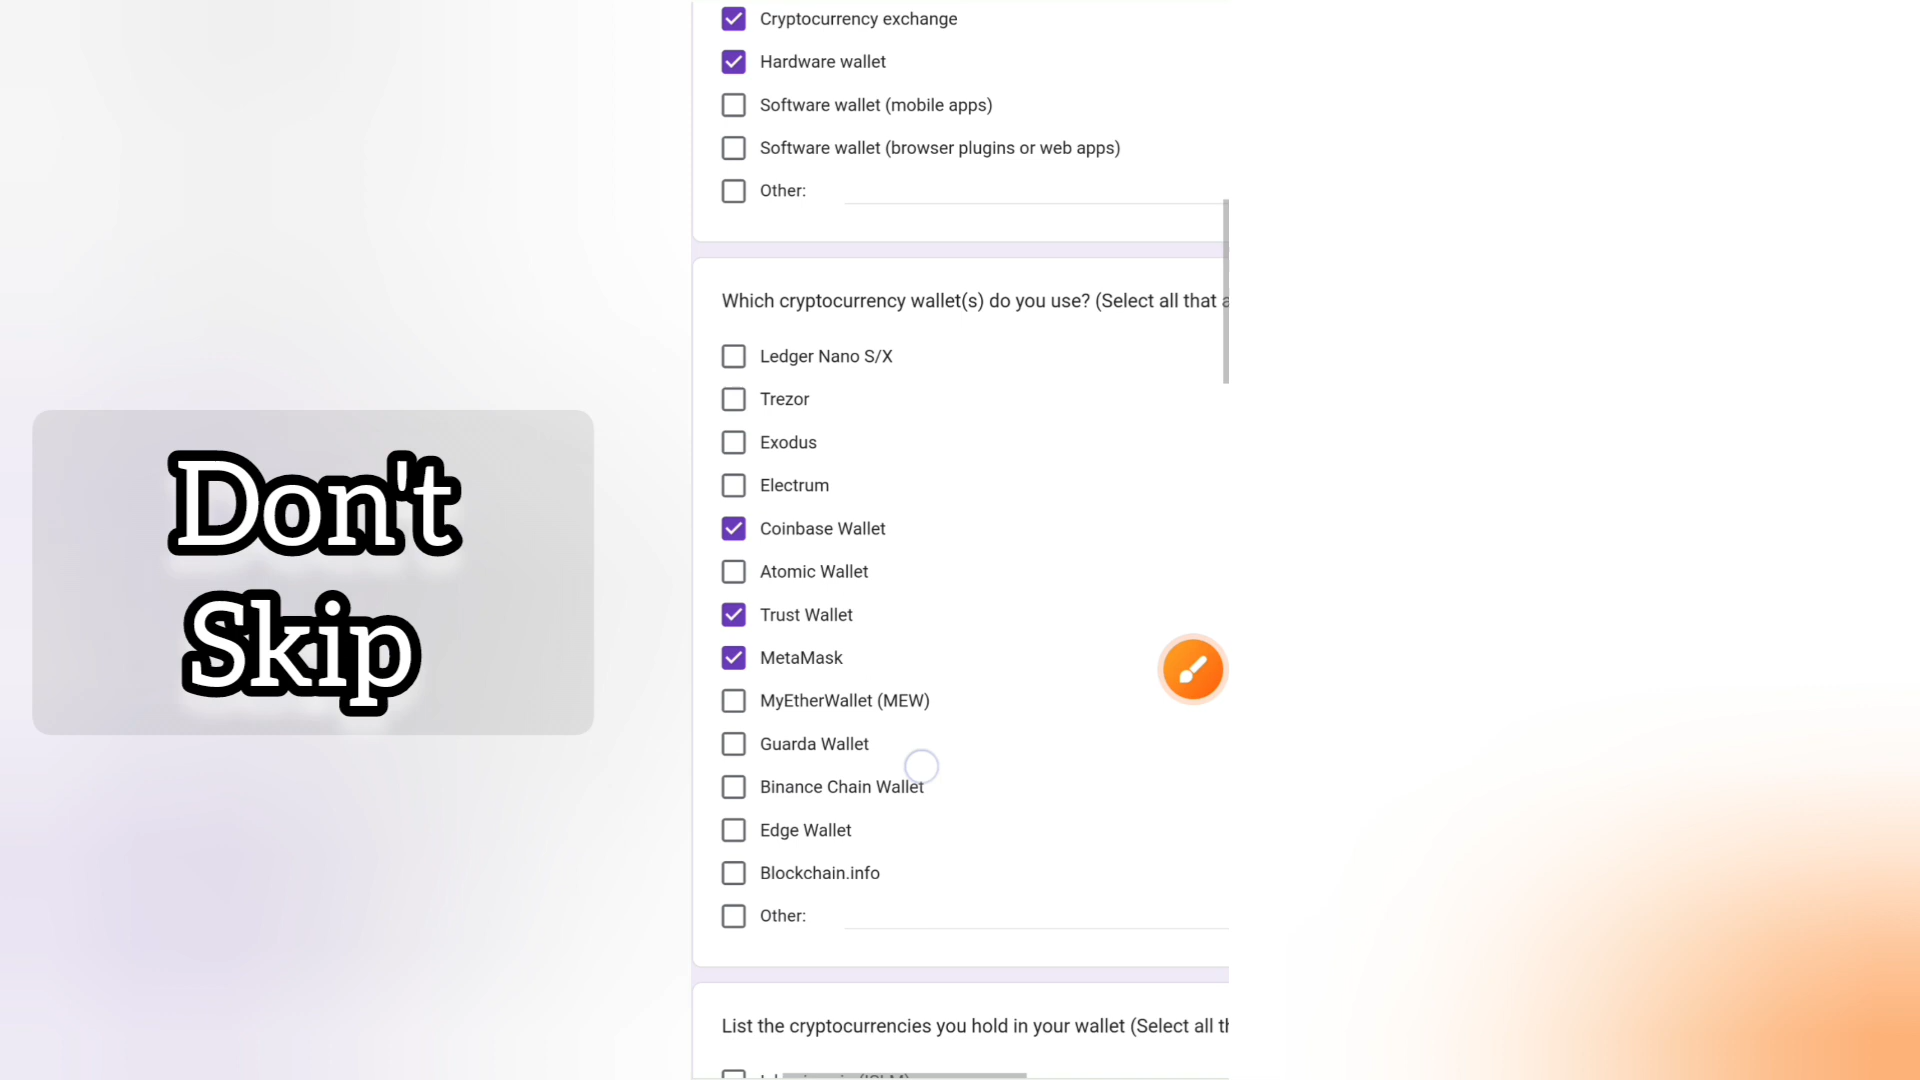 Cryptocurrency exchange
Hardware wallet
Software wallet (mobile apps)
Software wallet (browser plugins or web apps)
Other:
Which cryptocurrency wallet(s) do you use? (Select all that
Ledger Nano S/X
Trezor
Exodus
Electrum
Coinbase Wallet
Atomic Wallet
Trust Wallet
MetaMask
MyEtherWallet (MEW)
Guarda Wallet
Binance Chain Wallet
Edge Wallet
Blockchain.info
Other:
List the cryptocurrencies you hold in your wallet (Select all
Don't
Skip